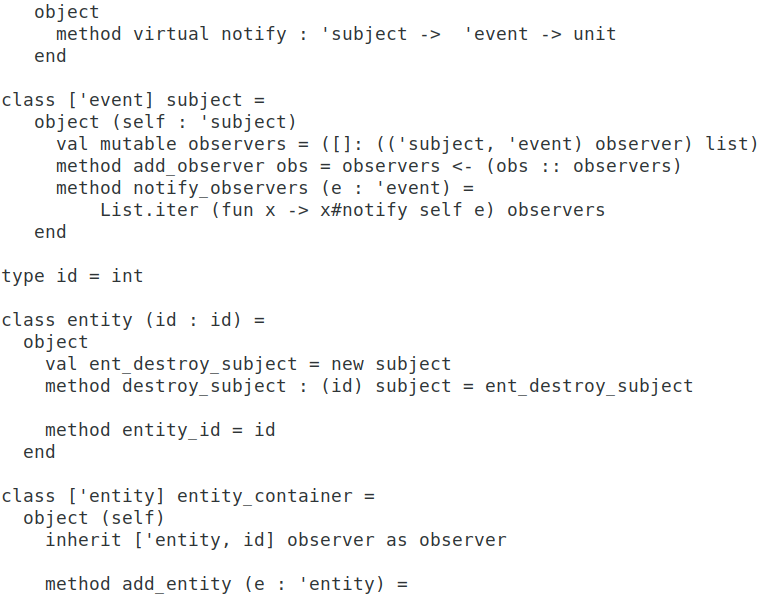 object
method virtual notify : 'subject ->  'event -> unit
end
class ['event] subject =
object (self : 'subject)
val mutable observers = ([]: (('subject, 'event) observer) list)
method add_observer obs = observers <- (obs :: observers)
method notify_observers (e : 'event) =
List.iter (fun x -> x#notify self e) observers
end
type id = int
class entity (id : id) =
object
val ent_destroy_subject = new subject
method destroy_subject : (id) subject = ent_destroy_subject
method entity_id = id
end
class ['entity] entity_container =
object (self)
inherit ['entity, id] observer as observer
method add_entity (e : 'entity) =